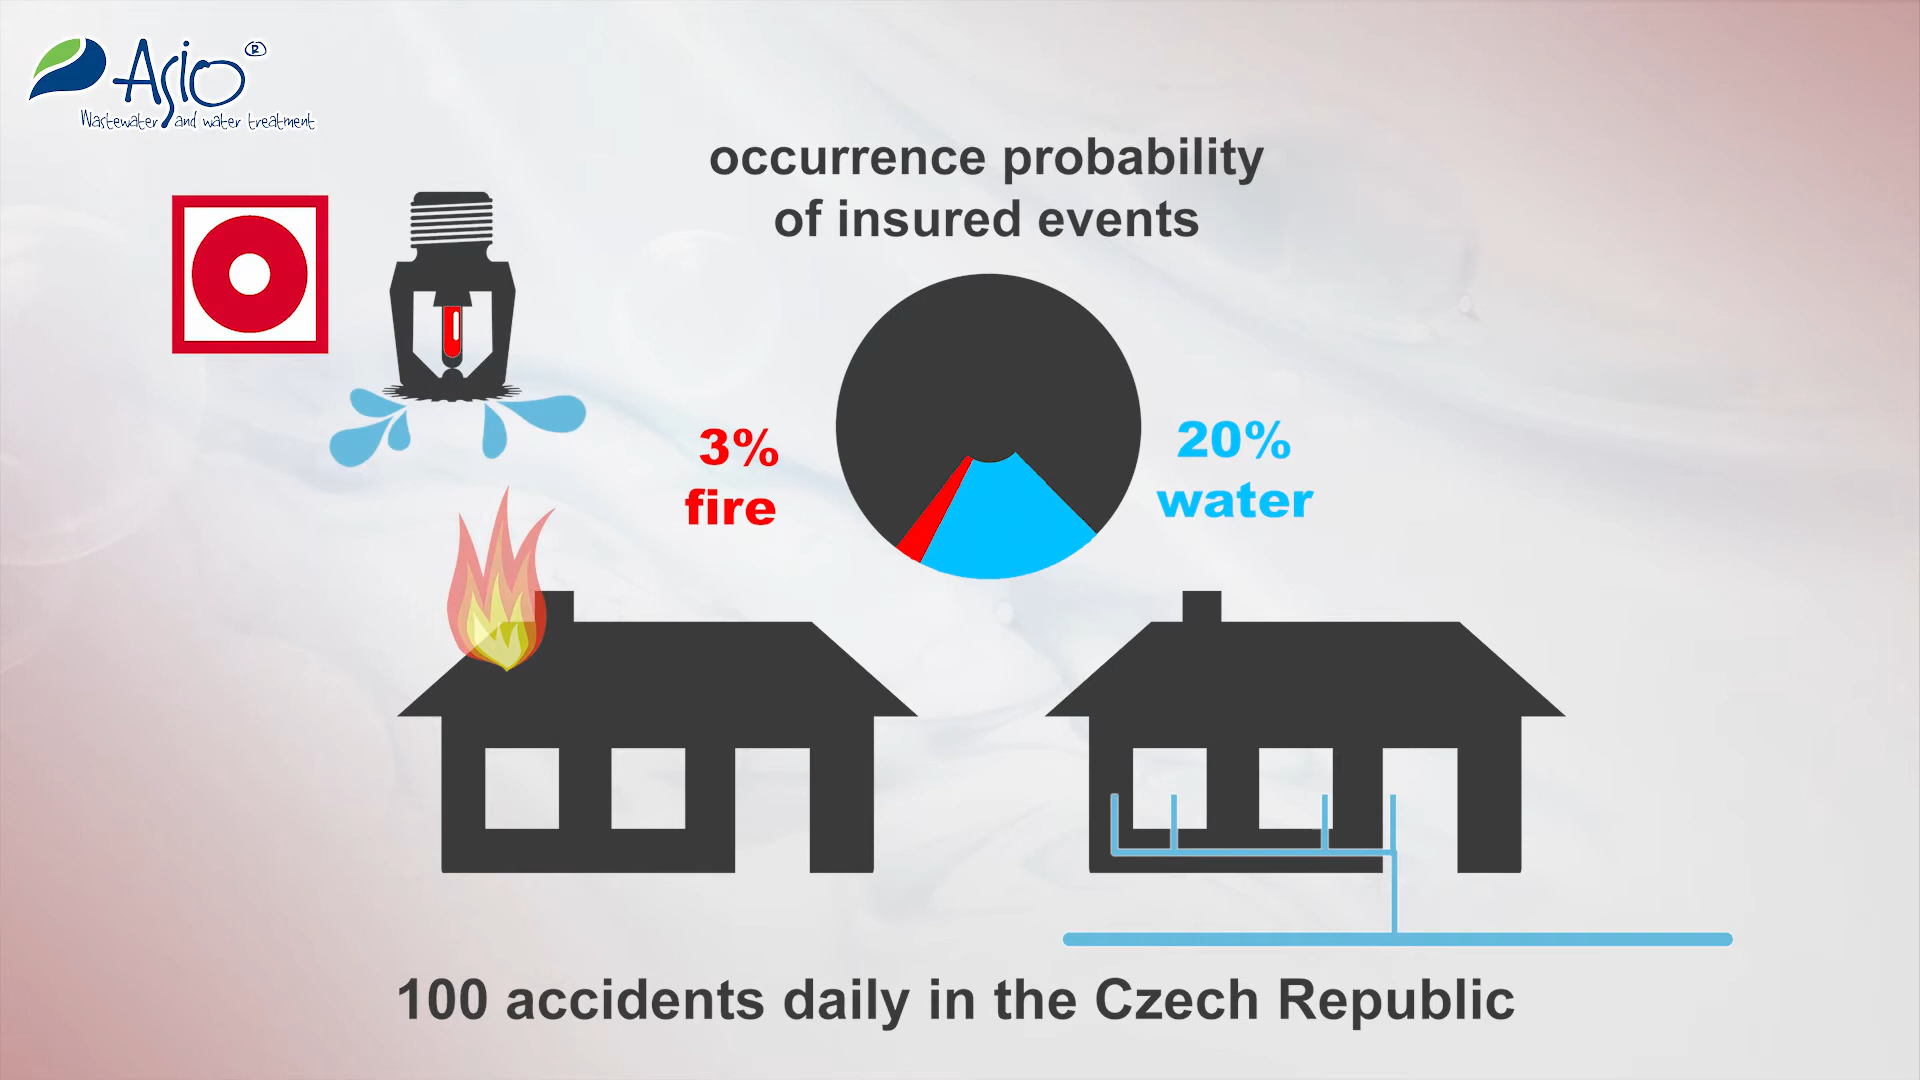 Asio®
Wastewater and water treatment
occurrence probability
of insured events
3%
fire
20%
water
100 accidents daily in the Czech Republic